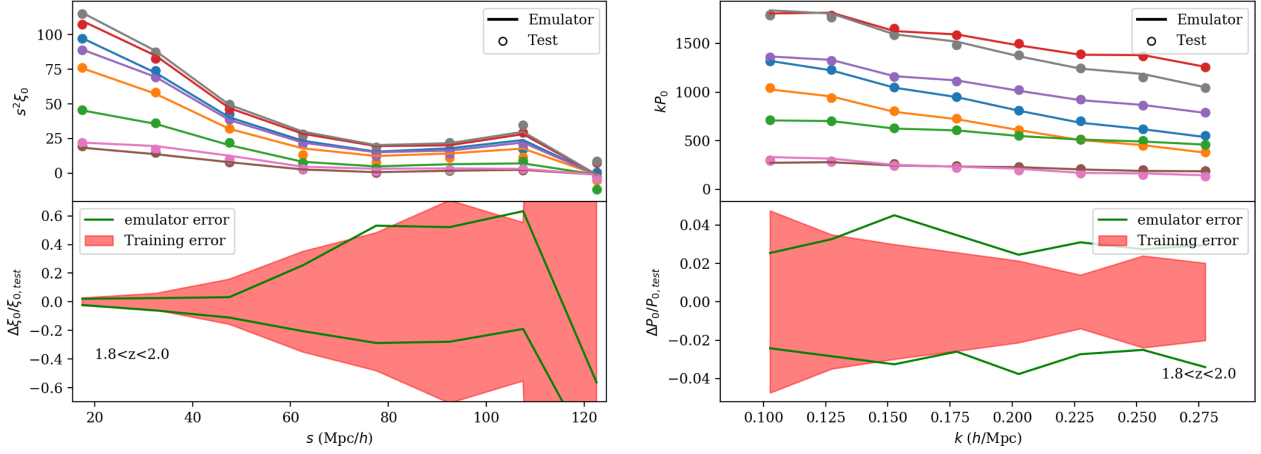 Emulator
Test
s²ξ₀
100
75
50
25
0
emulator error
Training error
Δξ₀/ξ₀,test
0.6
0.4
0.2
0.0
−0.2
−0.4
−0.6
1.8<z<2.0
20 40 60 80 100 120
s (Mpc/h)
Emulator
Test
kP₀
1500
1000
500
0
emulator error
Training error
ΔP₀/P₀,test
0.04
0.02
0.00
−0.02
−0.04
1.8<z<2.0
0.100 0.125 0.150 0.175 0.200 0.225 0.250 0.275
k (h/Mpc)